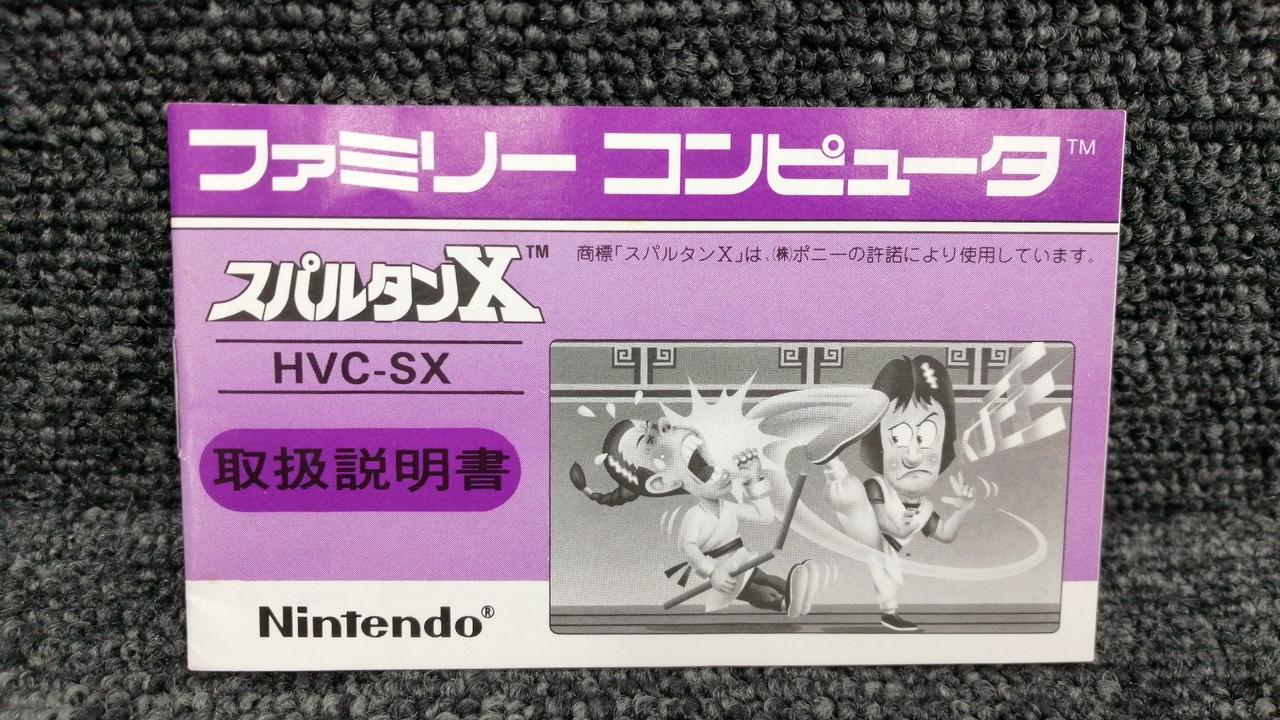 ファミリー コンピュータ™
スパルタンX™
商標「スパルタンX」は、㈱ポニーの許諾により使用しています。
HVC-SX
取扱説明書
Nintendo®